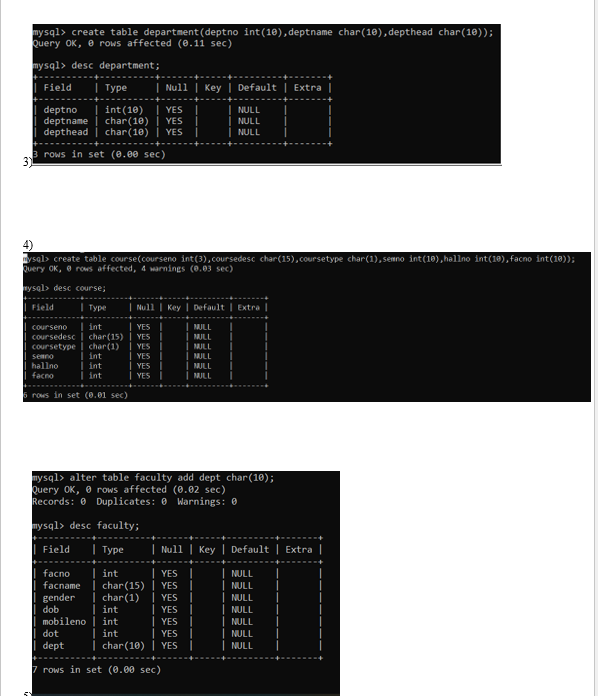 mysql> create table department(deptno int(10),deptname char(10),depthead char(10));
Query OK, 0 rows affected (0.11 sec)
mysql> desc department;
+----------+----------+------+-----+---------+-------+
| Field | Type | Null | Key | Default | Extra |
+----------+----------+------+-----+---------+-------+
| deptno | int(10) | YES | | NULL | |
| deptname | char(10) | YES | | NULL | |
| depthead | char(10) | YES | | NULL | |
+----------+----------+------+-----+---------+-------+
3 rows in set (0.00 sec)
3)
4)
mysql> create table course(courseno int(3),coursedesc char(15),coursetype char(1),semno int(10),hallno int(10),facno int(10));
Query OK, 0 rows affected, 4 warnings (0.03 sec)
mysql> desc course;
+------------+----------+------+-----+---------+-------+
| Field | Type | Null | Key | Default | Extra |
+------------+----------+------+-----+---------+-------+
| courseno | int | YES | | NULL | |
| coursedesc | char(15) | YES | | NULL | |
| coursetype | char(1) | YES | | NULL | |
| semno | int | YES | | NULL | |
| hallno | int | YES | | NULL | |
| facno | int | YES | | NULL | |
+------------+----------+------+-----+---------+-------+
6 rows in set (0.01 sec)
mysql> alter table faculty add dept char(10);
Query OK, 0 rows affected (0.02 sec)
Records: 0 Duplicates: 0 Warnings: 0
mysql> desc faculty;
+----------+----------+------+-----+---------+-------+
| Field | Type | Null | Key | Default | Extra |
+----------+----------+------+-----+---------+-------+
| facno | int | YES | | NULL | |
| facname | char(15) | YES | | NULL | |
| gender | char(1) | YES | | NULL | |
| dob | int | YES | | NULL | |
| mobileno | int | YES | | NULL | |
| dot | int | YES | | NULL | |
| dept | char(10) | YES | | NULL | |
+----------+----------+------+-----+---------+-------+
7 rows in set (0.00 sec)
5)